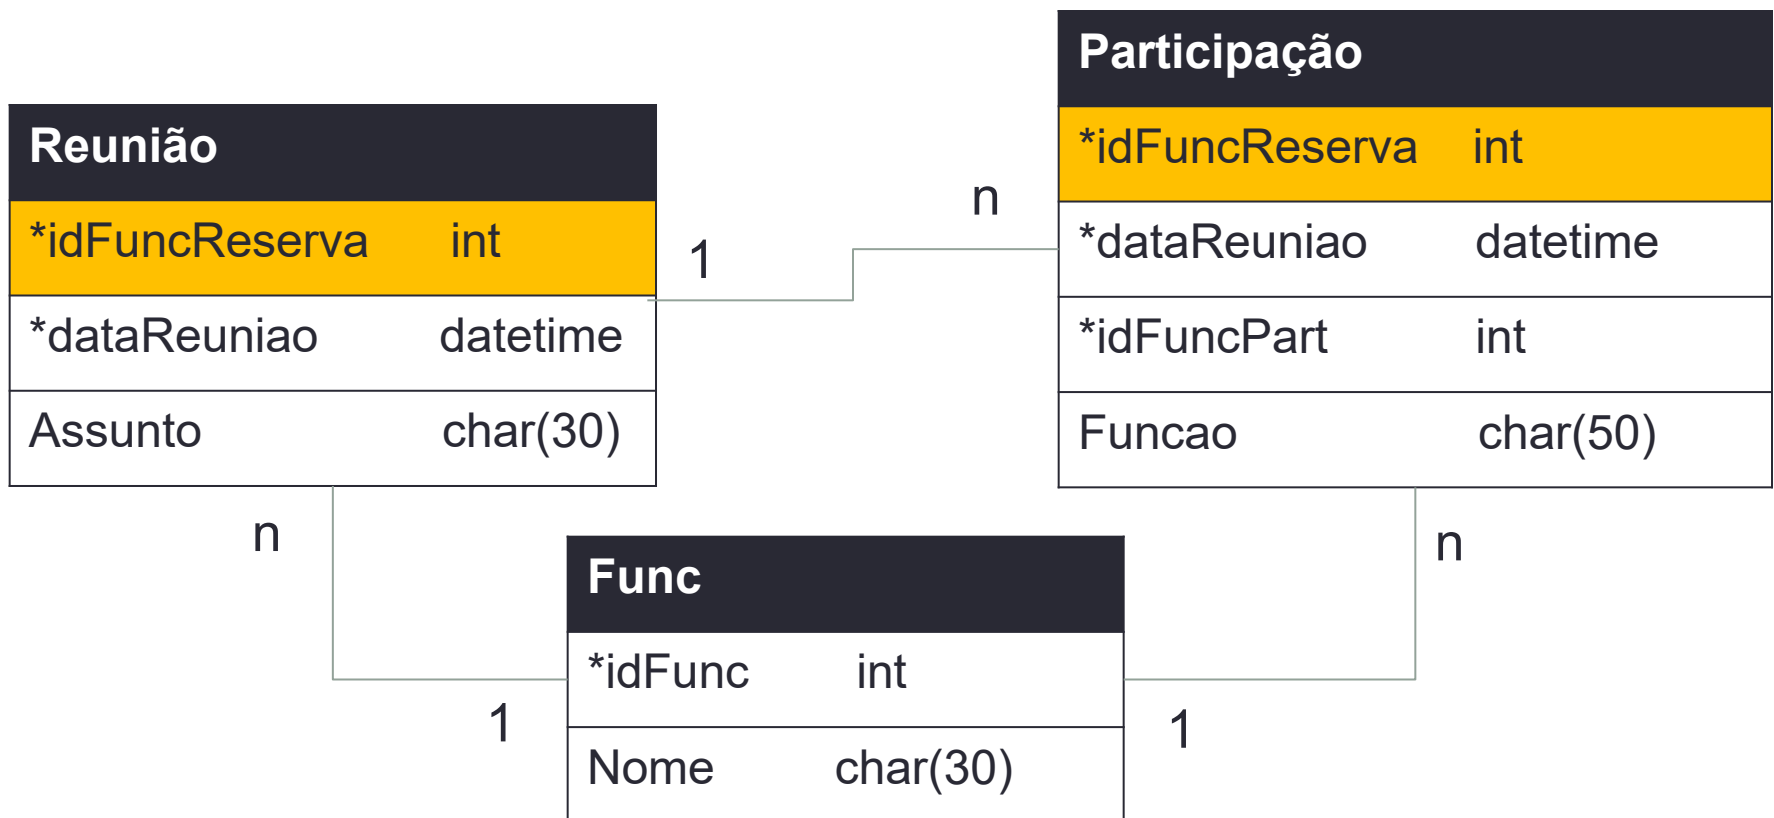 Reunião
*idFuncReserva int
*dataReuniao datetime
Assunto char(30)
1
n
Participação
*idFuncReserva int
*dataReuniao datetime
*idFuncPart int
Funcao char(50)
n
n
Func
*idFunc int
Nome char(30)
1
1